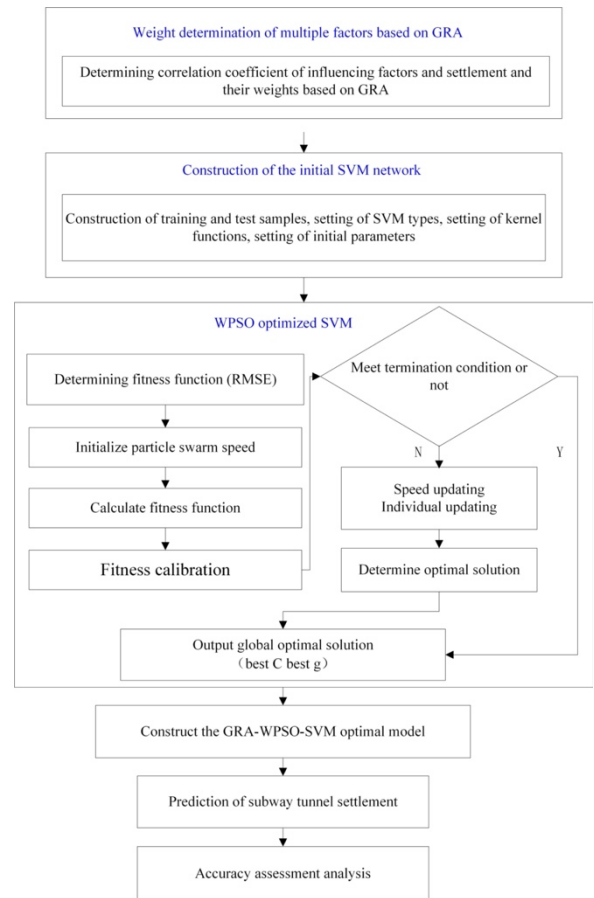 Weight determination of multiple factors based on GRA
Determining correlation coefficient of influencing factors and settlement and
their weights based on GRA
Construction of the initial SVM network
Construction of training and test samples, setting of SVM types, setting of kernel
functions, setting of initial parameters
WPSO optimized SVM
Determining fitness function (RMSE)
Initialize particle swarm speed
Calculate fitness function
Fitness calibration
Meet termination condition or
not
N
Y
Speed updating
Individual updating
Determine optimal solution
Output global optimal solution
（best C best g）
Construct the GRA-WPSO-SVM optimal model
Prediction of subway tunnel settlement
Accuracy assessment analysis